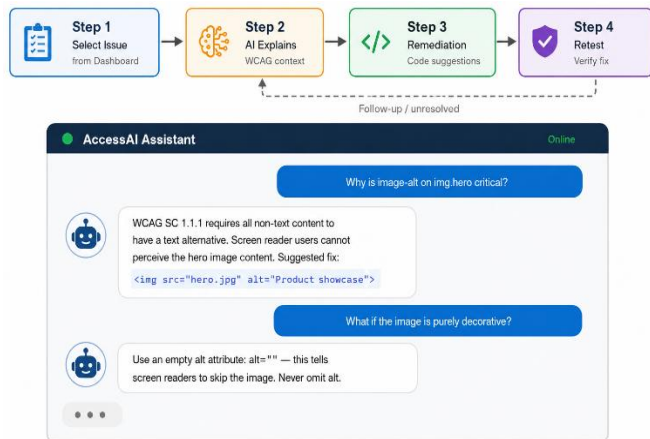 Step 1
Select Issue
from Dashboard
Step 2
AI Explains
WCAG context
</>
Step 3
Remediation
Code suggestions
Step 4
Retest
Verify fix
Follow-up / unresolved
AccessAI Assistant
Online
Why is image-alt on img.hero critical?
WCAG SC 1.1.1 requires all non-text content to
have a text alternative. Screen reader users cannot
perceive the hero image content. Suggested fix:
<img src="hero.jpg" alt="Product showcase">
What if the image is purely decorative?
Use an empty alt attribute: alt="" — this tells
screen readers to skip the image. Never omit alt.